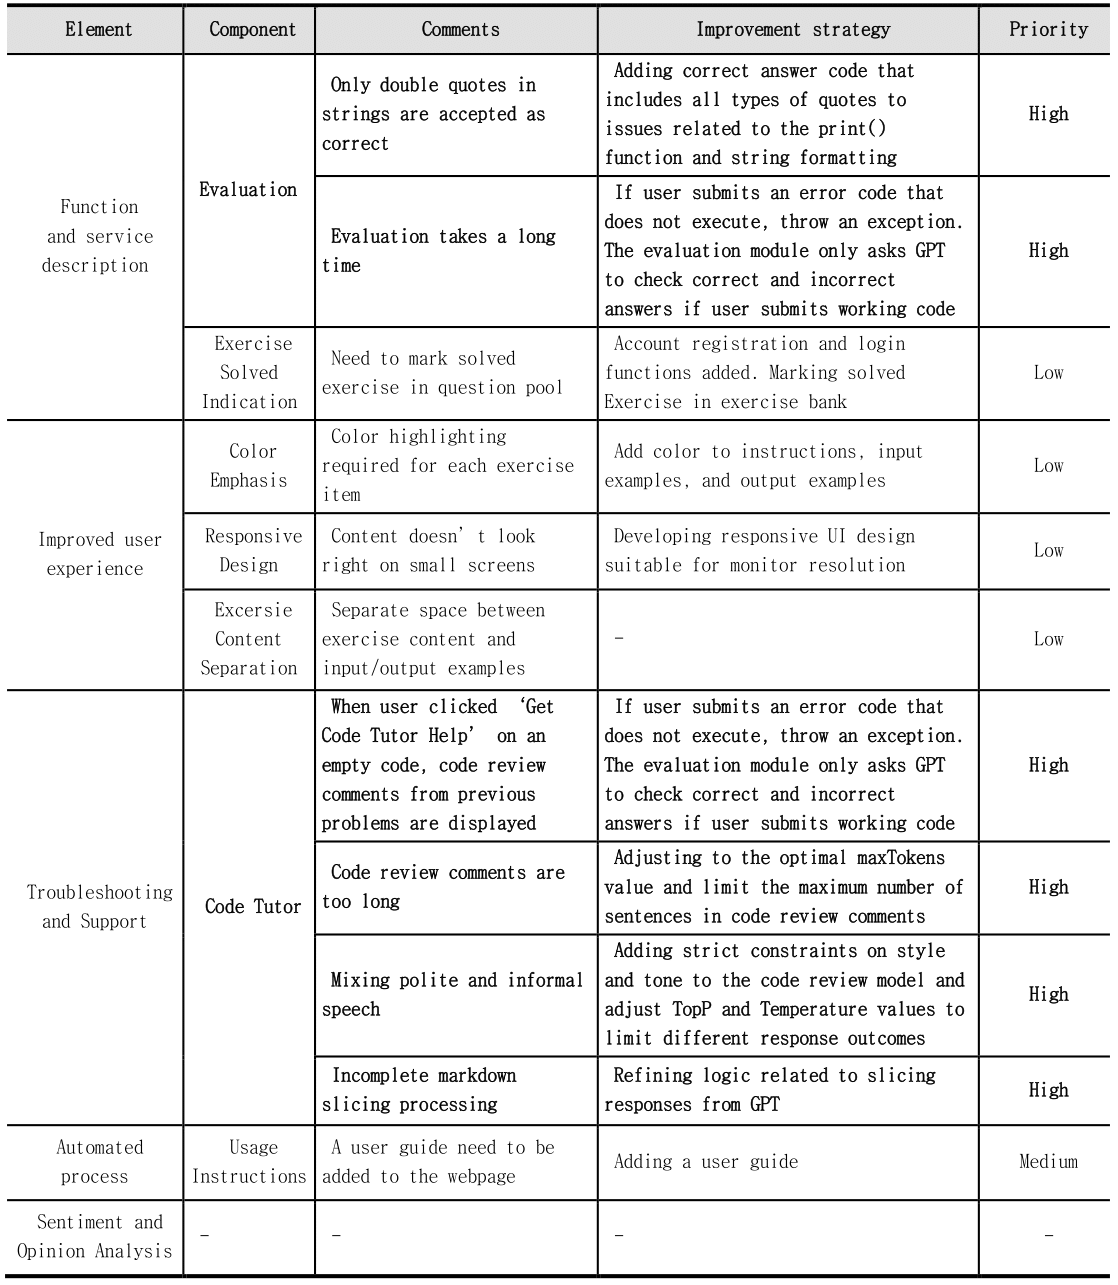 Element Component Comments Improvement strategy Priority
Function
and service
description
Evaluation
Only double quotes in
strings are accepted as
correct
Adding correct answer code that
includes all types of quotes to
issues related to the print()
function and string formatting
High
Evaluation takes a long
time
If user submits an error code that
does not execute, throw an exception.
The evaluation module only asks GPT
to check correct and incorrect
answers if user submits working code
High
Exercise
Solved
Indication
Need to mark solved
exercise in question pool
Account registration and login
functions added. Marking solved
Exercise in exercise bank
Low
Improved user
experience
Color
Emphasis
Color highlighting
required for each exercise
item
Add color to instructions, input
examples, and output examples
Low
Responsive
Design
Content doesn’t look
right on small screens
Developing responsive UI design
suitable for monitor resolution
Low
Excersie
Content
Separation
Separate space between
exercise content and
input/output examples
-
Low
Troubleshooting
and Support
Code Tutor
When user clicked ‘Get
Code Tutor Help’ on an
empty code, code review
comments from previous
problems are displayed
If user submits an error code that
does not execute, throw an exception.
The evaluation module only asks GPT
to check correct and incorrect
answers if user submits working code
High
Code review comments are
too long
Adjusting to the optimal maxTokens
value and limit the maximum number of
sentences in code review comments
High
Mixing polite and informal
speech
Adding strict constraints on style
and tone to the code review model and
adjust TopP and Temperature values to
limit different response outcomes
High
Incomplete markdown
slicing processing
Refining logic related to slicing
responses from GPT
High
Automated
process
Usage
Instructions
A user guide need to be
added to the webpage
Adding a user guide
Medium
Sentiment and
Opinion Analysis
-
-
-
-